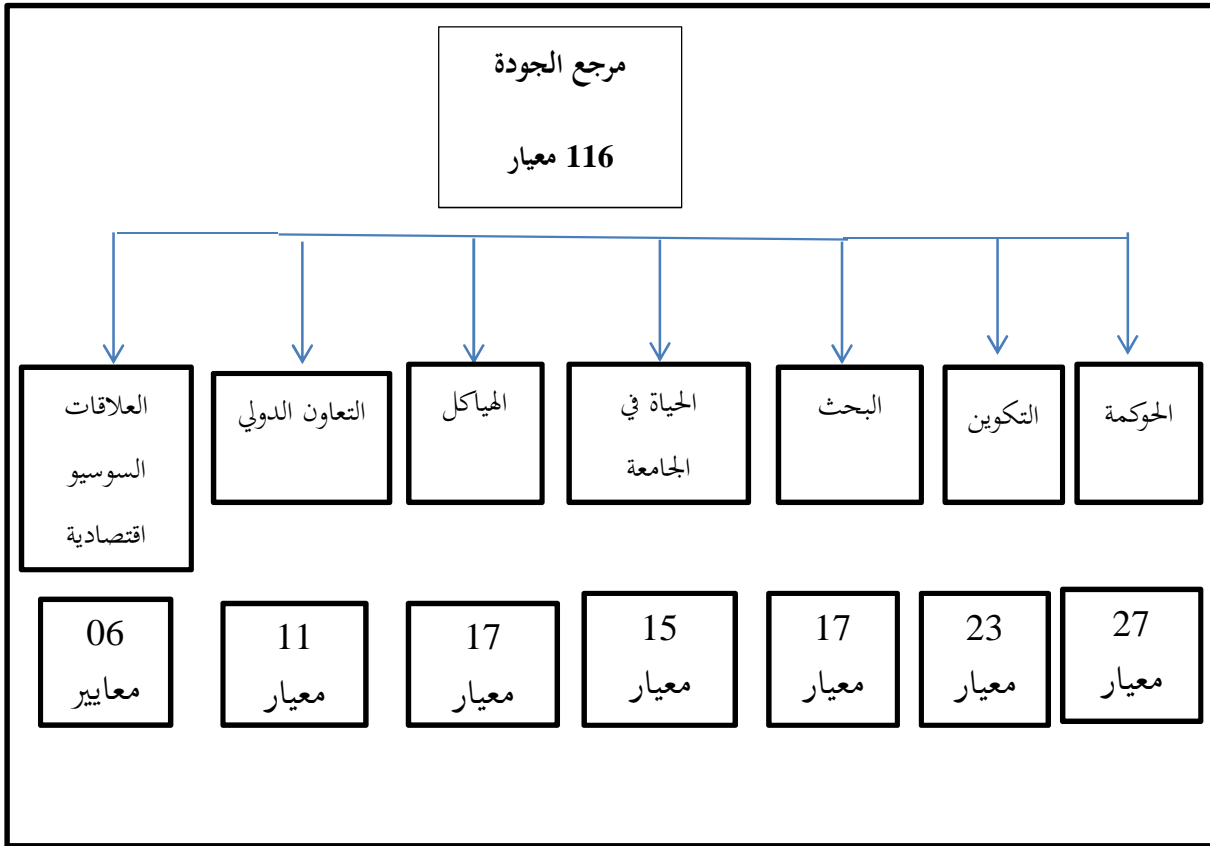 مرجع الجودة
116 معيار
الحوكمة
التكوين
البحث
الحياة في
الجامعة
الهياكل
التعاون الدولي
العلاقات
السوسيو
اقتصادية
27
معيار
23
معيار
17
معيار
15
معيار
17
معيار
11
معيار
06
معايير